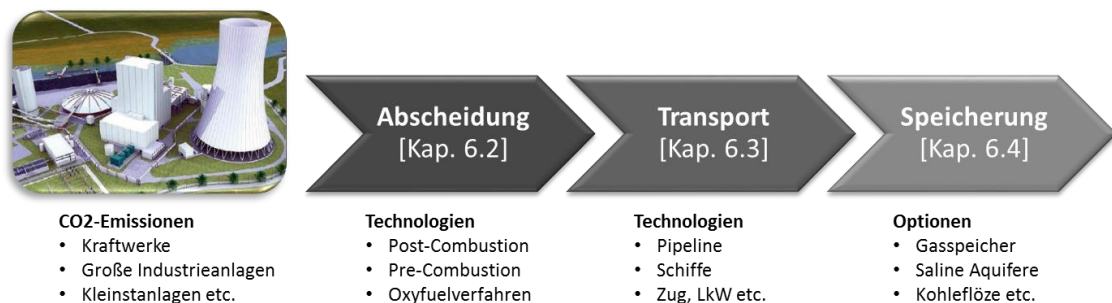 Abscheidung
[Kap. 6.2]
Transport
[Kap. 6.3]
Speicherung
[Kap. 6.4]
CO2-Emissionen
• Kraftwerke
• Große Industrieanlagen
• Kleinstanlagen etc.
Technologien
• Post-Combustion
• Pre-Combustion
• Oxyfuelverfahren
Technologien
• Pipeline
• Schiffe
• Zug, LkW etc.
Optionen
• Gasspeicher
• Saline Aquifere
• Kohleflöze etc.